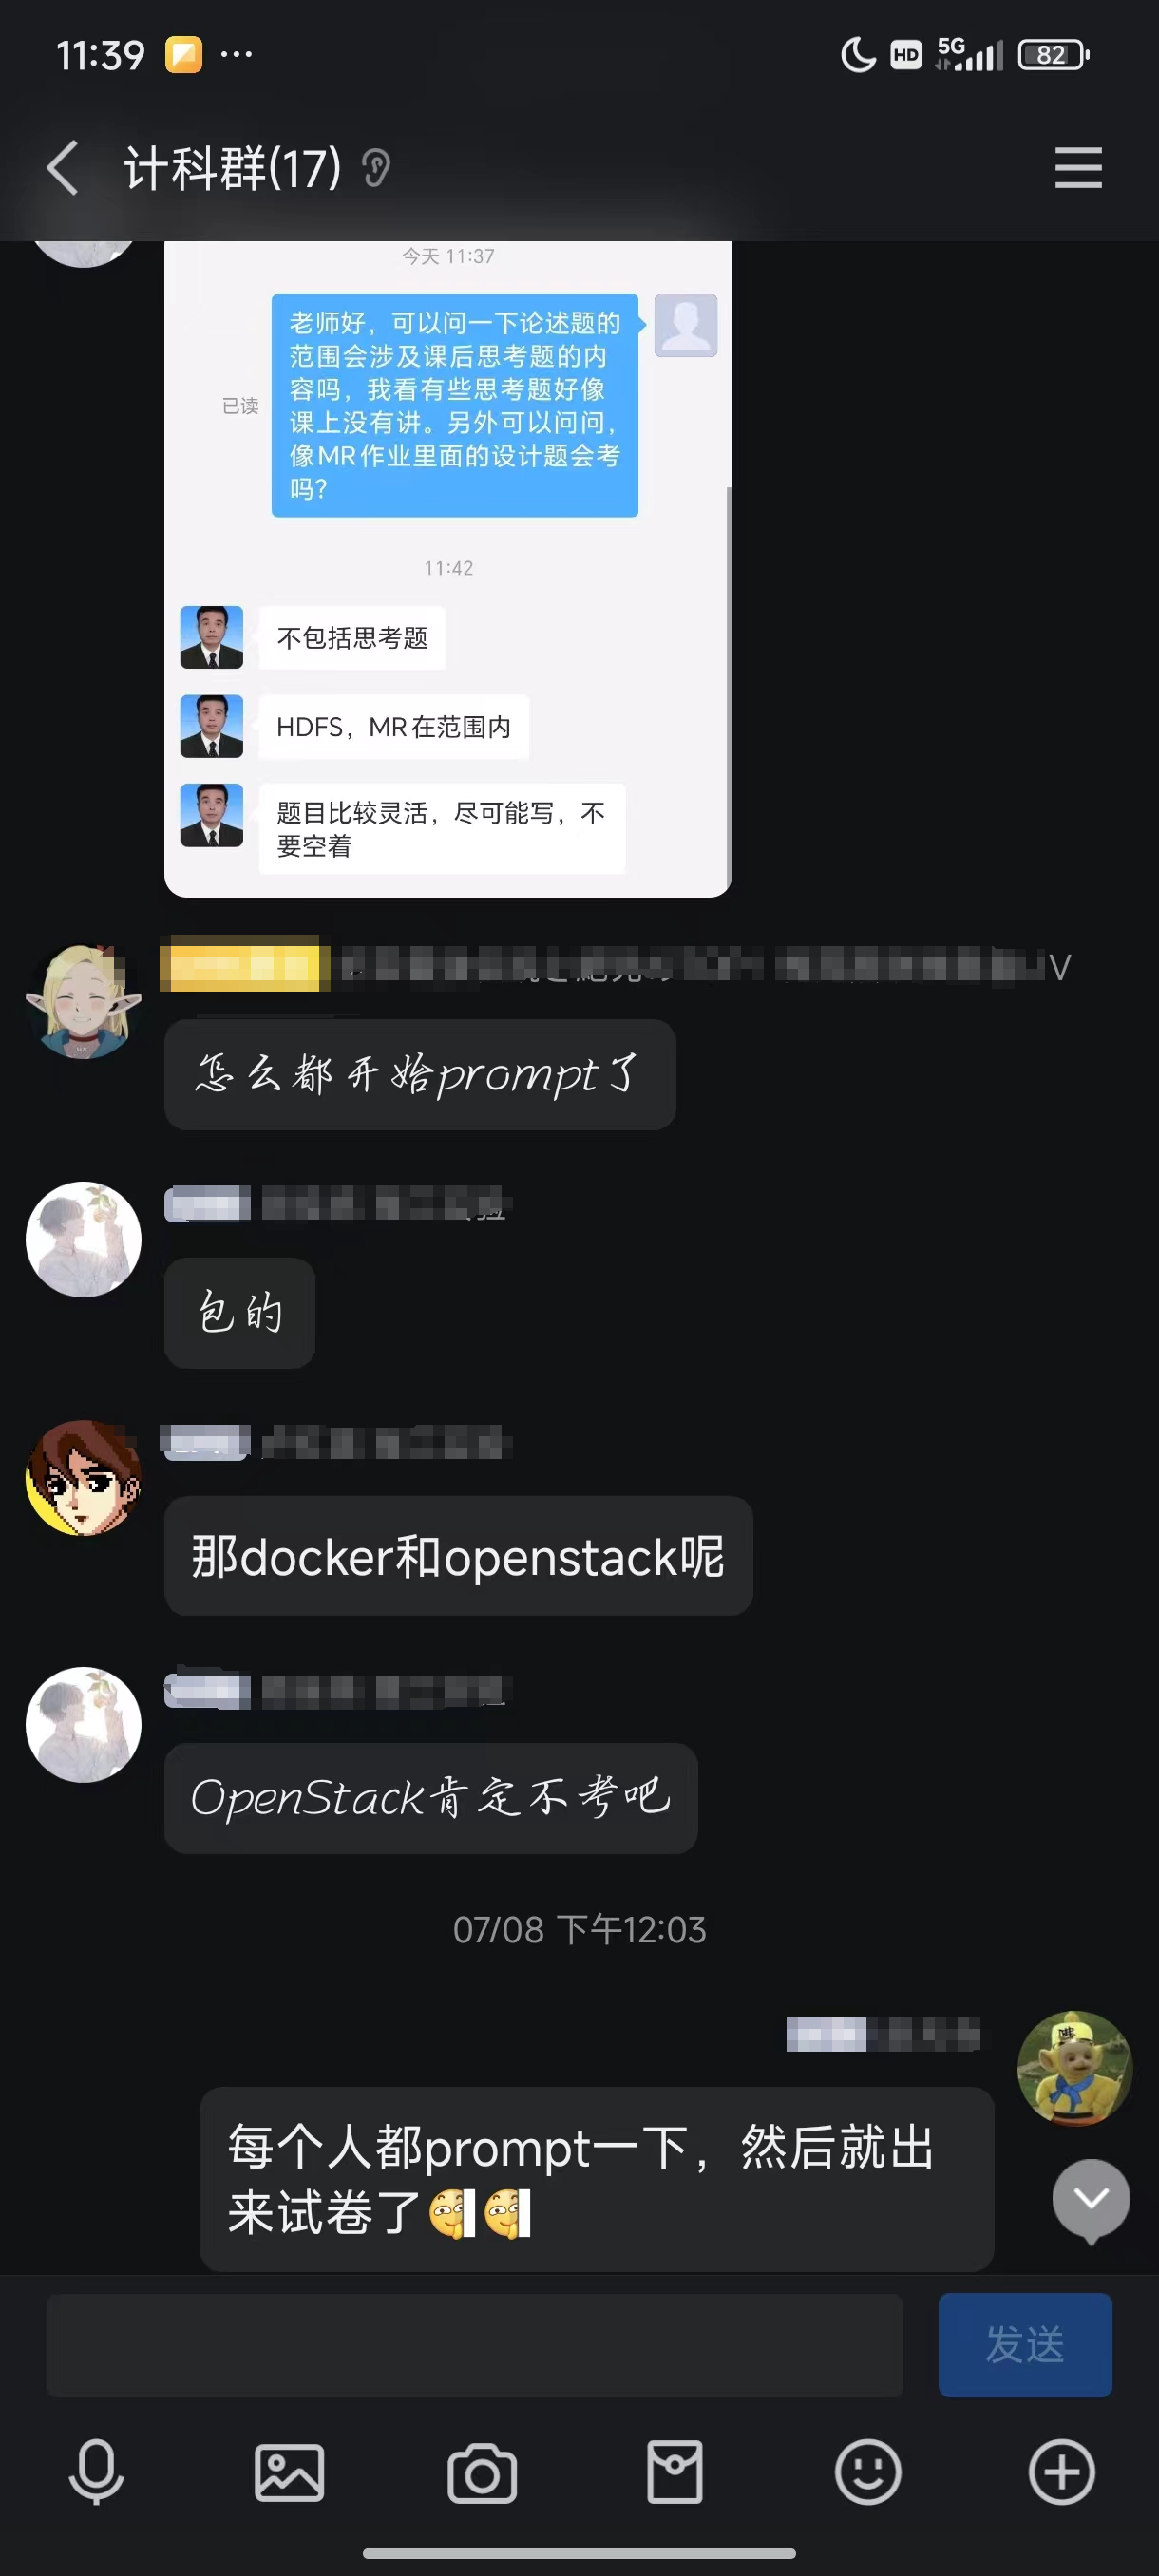 11:39
HD
5G
82
计科群(17)
今天 11:37
老师好，可以问一下论述题的
范围会涉及课后思考题的内
容吗，我看有些思考题好像
课上没有讲。另外可以问问，
像MR作业里面的设计题会考
吗？
已读
11:42
不包括思考题
HDFS，MR在范围内
题目比较灵活，尽可能写，不
要空着
V
怎么都开始prompt了
包的
那docker和openstack呢
OpenStack肯定不考吧
07/08 下午12:03
每个人都prompt一下，然后就出
来试卷了
发送